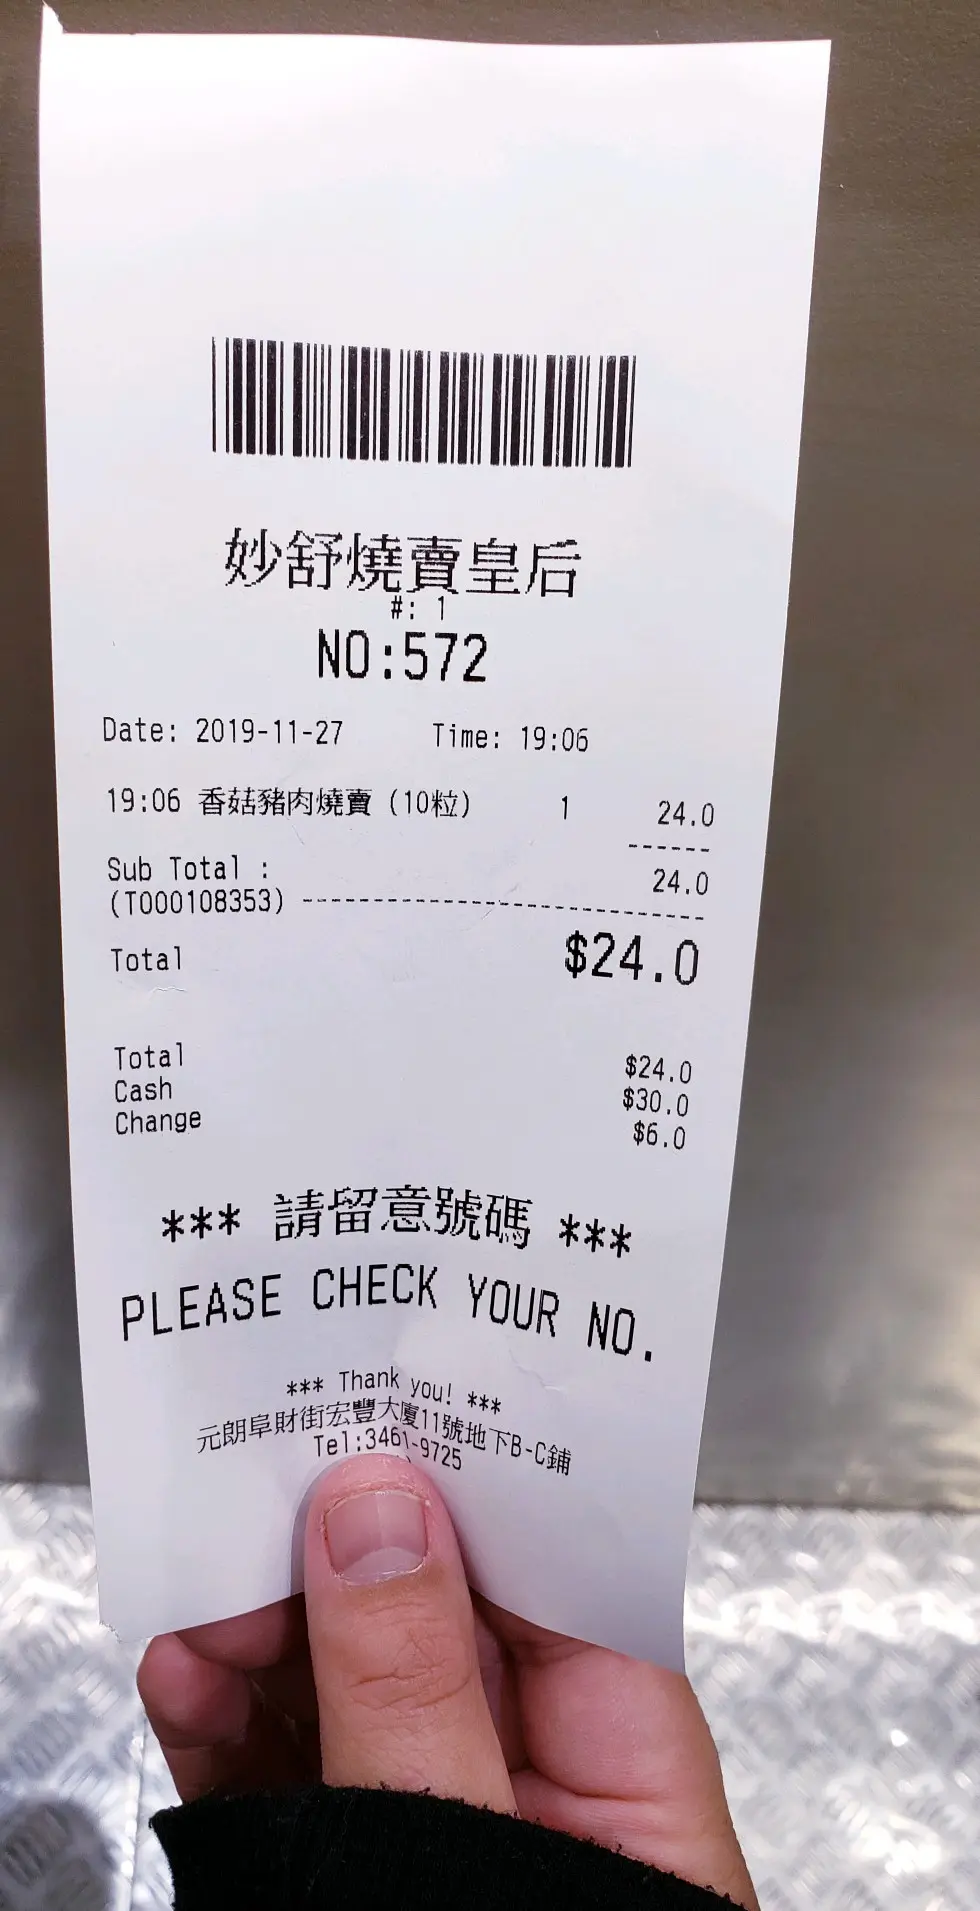 妙舒燒賣皇后
#: 1
NO:572
Date: 2019-11-27 Time: 19:06
19:06 香菇豬肉燒賣 (10粒) 1 24.0
------
Sub Total : 24.0
(T000108353) --------------------------
Total $24.0
Total $24.0
Cash $30.0
Change $6.0
*** 請留意號碼 ***
PLEASE CHECK YOUR NO.
*** Thank you! ***
元朗阜財街宏豐大廈11號地下B-C鋪
Tel:3461-9725